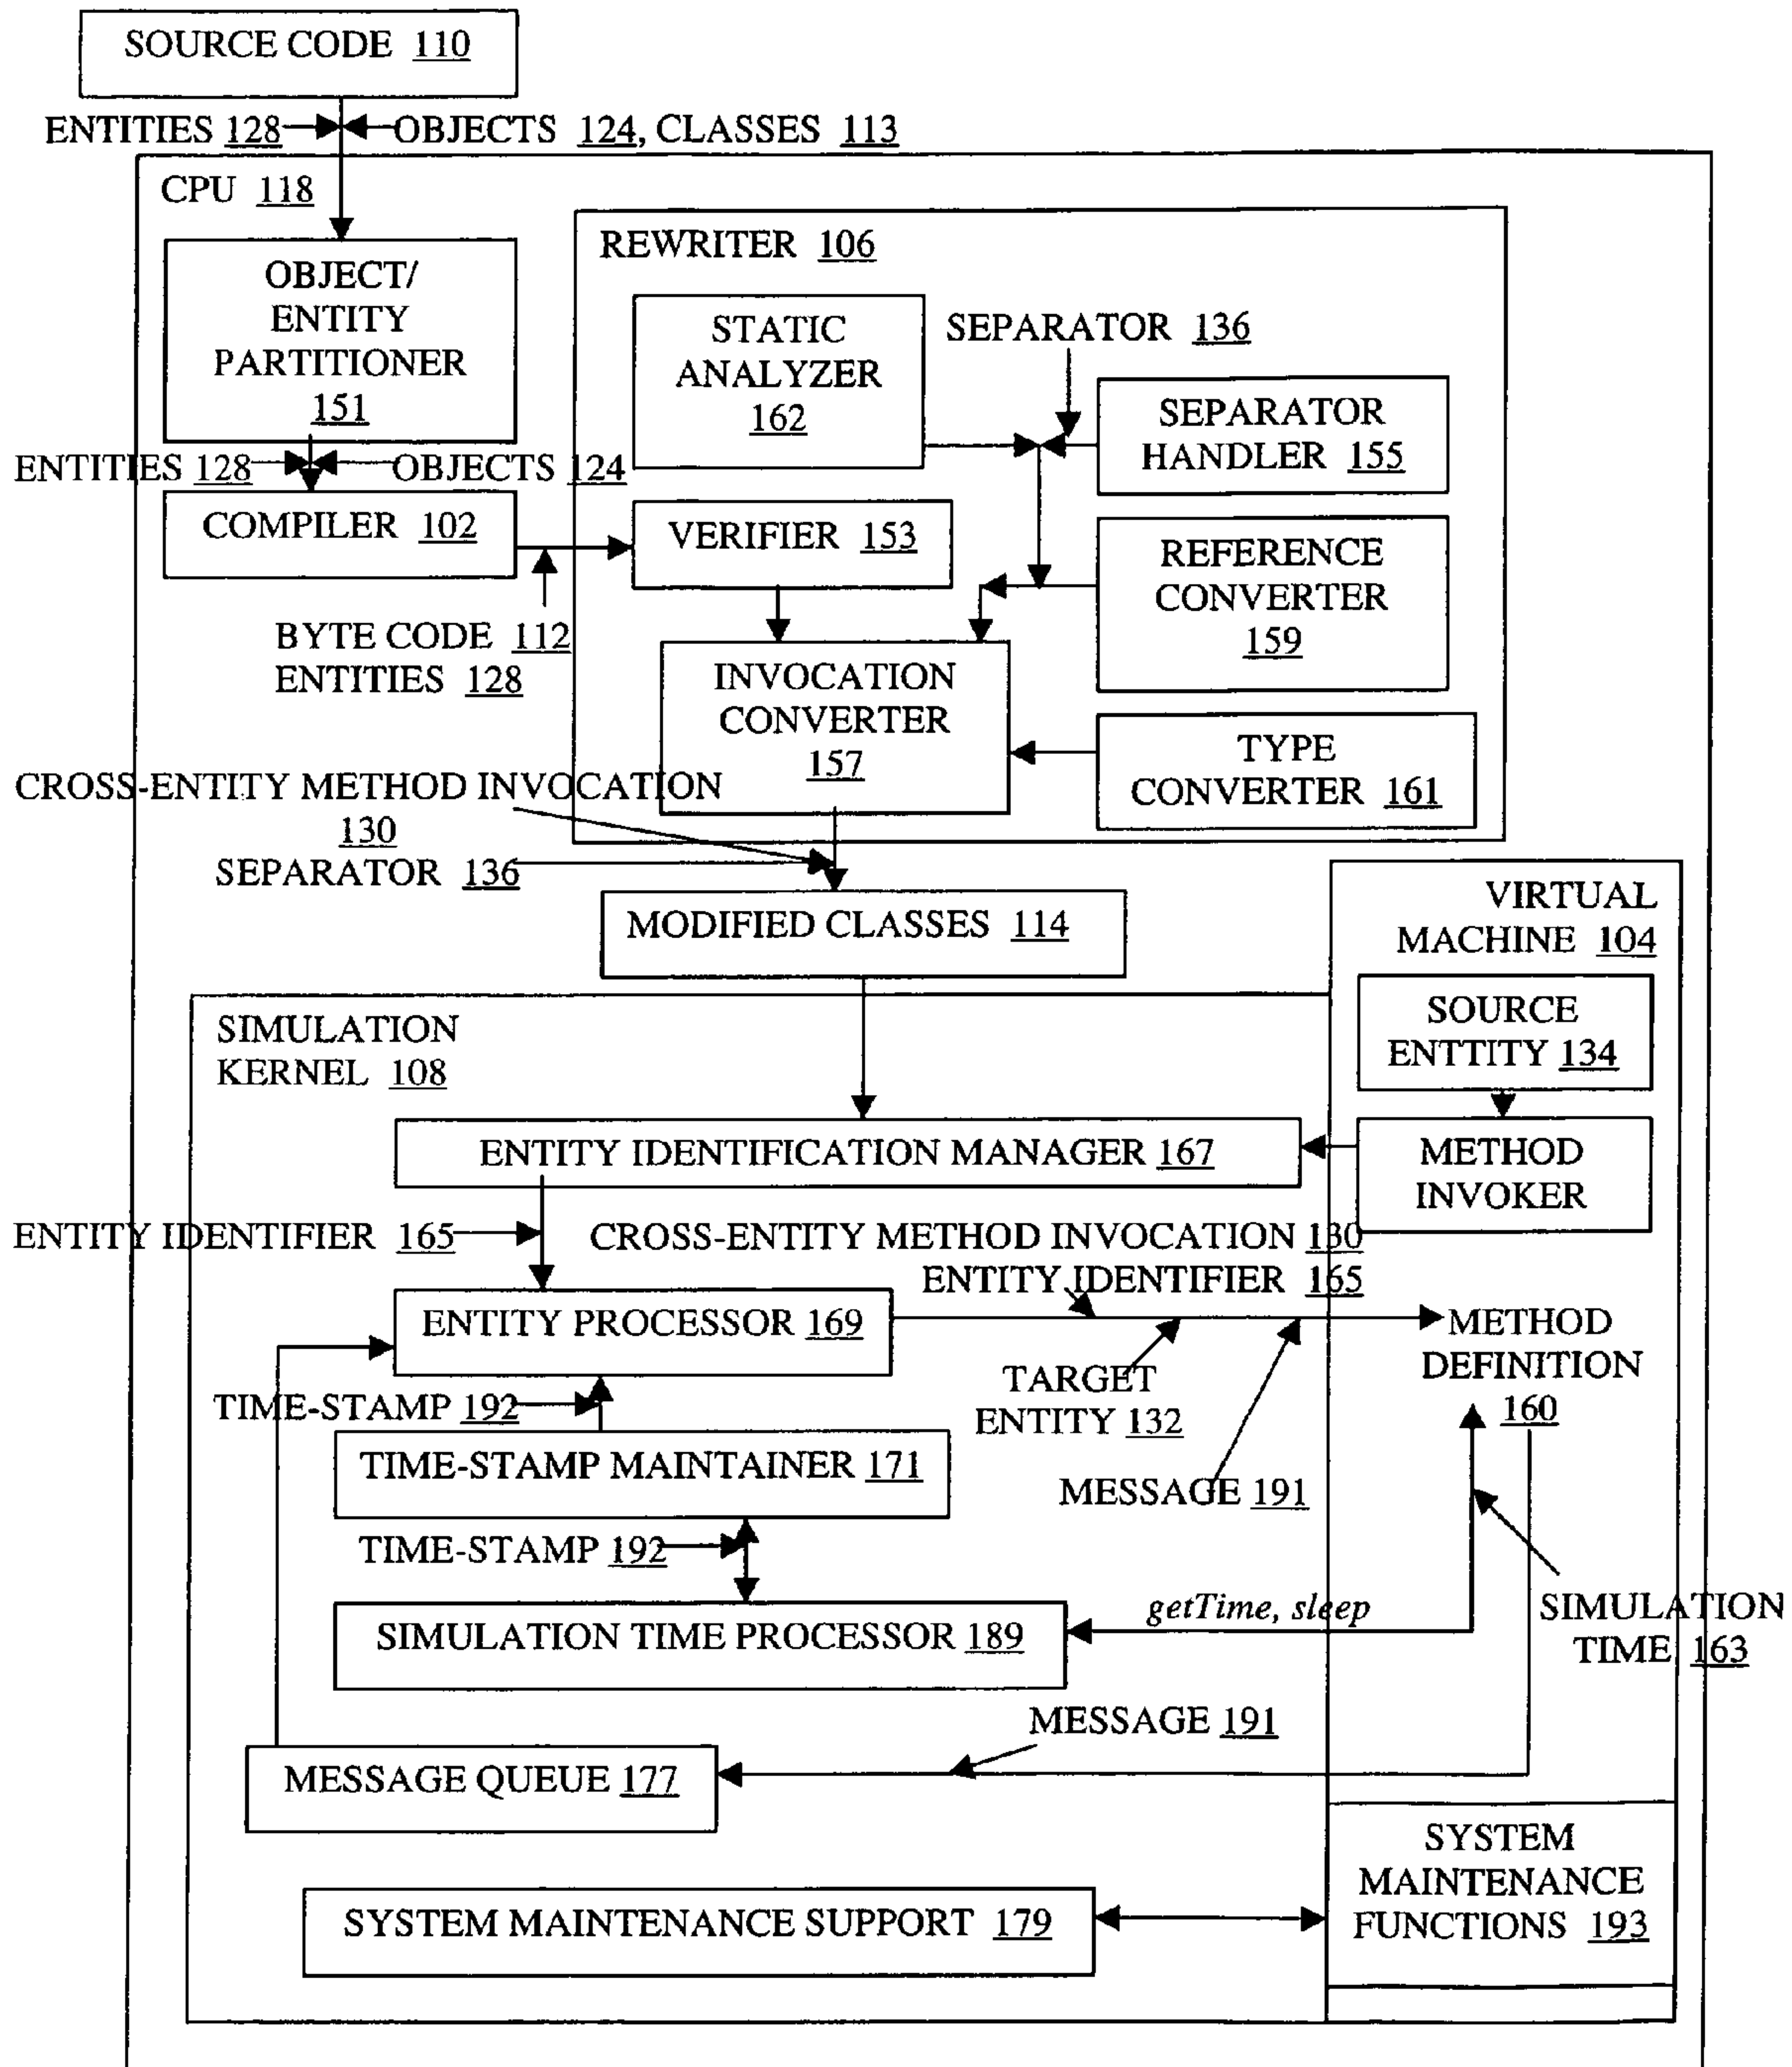 SOURCE CODE 110
ENTITIES 128
OBJECTS 124, CLASSES 113
CPU 118
OBJECT/
ENTITY
PARTITIONER
151
ENTITIES 128
OBJECTS 124
COMPILER 102
BYTE CODE 112
ENTITIES 128
REWRITER 106
STATIC
ANALYZER
162
SEPARATOR 136
SEPARATOR
HANDLER 155
VERIFIER 153
REFERENCE
CONVERTER
159
INVOCATION
CONVERTER
157
TYPE
CONVERTER 161
CROSS-ENTITY METHOD INVOCATION
130
SEPARATOR 136
MODIFIED CLASSES 114
VIRTUAL
MACHINE 104
SOURCE
ENTTITY 134
METHOD
INVOKER
SIMULATION
KERNEL 108
ENTITY IDENTIFICATION MANAGER 167
ENTITY IDENTIFIER 165
CROSS-ENTITY METHOD INVOCATION 130
ENTITY IDENTIFIER 165
ENTITY PROCESSOR 169
METHOD
DEFINITION
160
TARGET
ENTITY 132
TIME-STAMP 192
TIME-STAMP MAINTAINER 171
MESSAGE 191
TIME-STAMP 192
SIMULATION TIME PROCESSOR 189
getTime, sleep
SIMULATION
TIME 163
MESSAGE 191
MESSAGE QUEUE 177
SYSTEM
MAINTENANCE
FUNCTIONS 193
SYSTEM MAINTENANCE SUPPORT 179